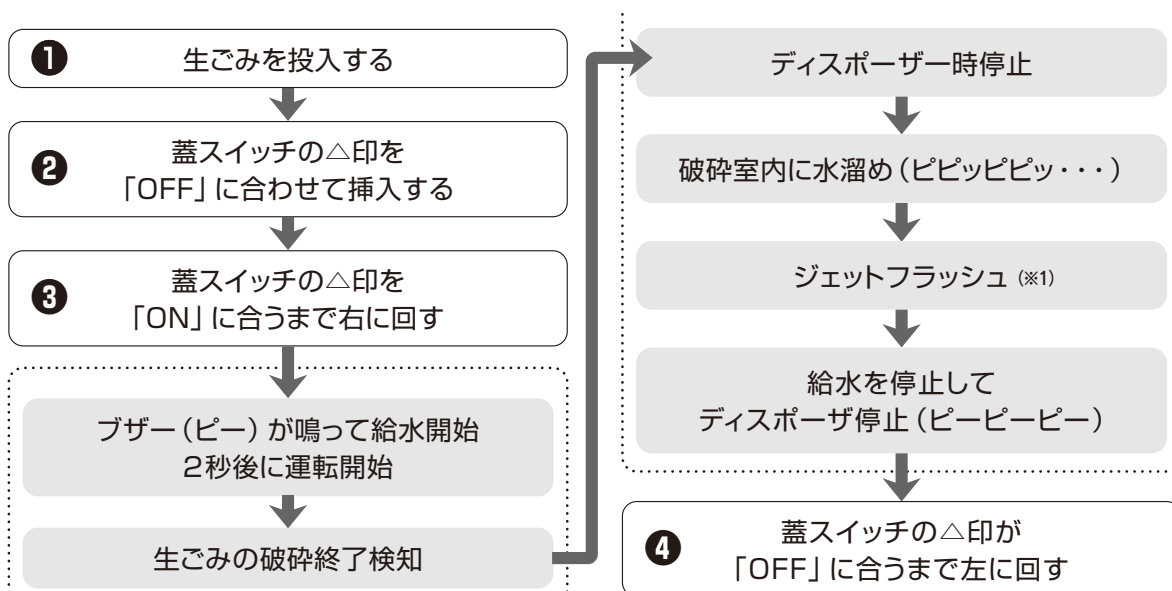 ❶ 生ごみを投入する
❷ 蓋スイッチの△印を
「OFF」に合わせて挿入する
❸ 蓋スイッチの△印を
「ON」に合うまで右に回す
ブザー（ピー）が鳴って給水開始
2秒後に運転開始
生ごみの破砕終了検知
ディスポーザー時停止
破砕室内に水溜め（ピピッピピッ・・・）
ジェットフラッシュ（※1）
給水を停止して
ディスポーザ停止（ピーピーピー）
❹ 蓋スイッチの△印が
「OFF」に合うまで左に回す